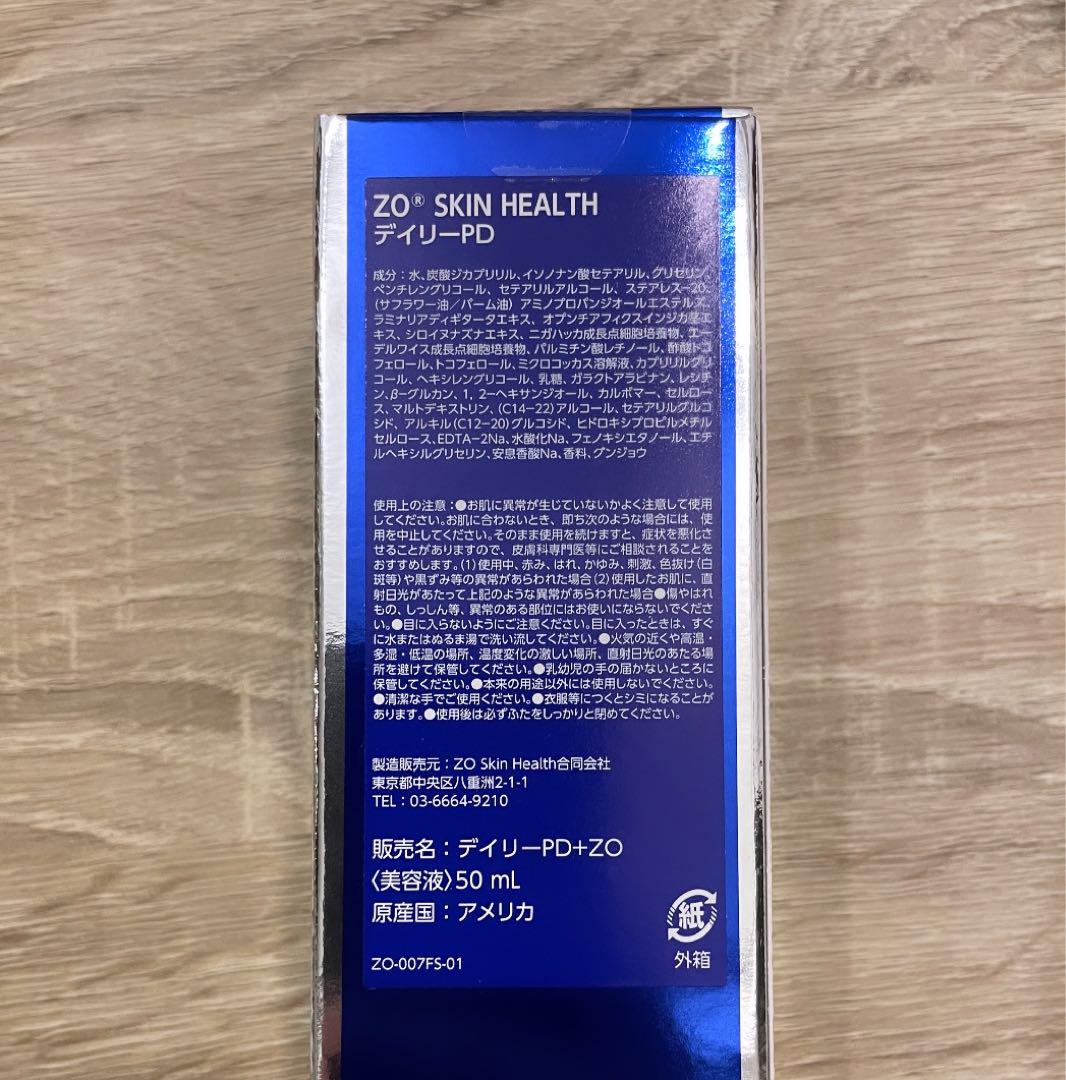 ZO® SKIN HEALTH
デイリーPD
成分：水、炭酸ジカプリリル、イソノナン酸セテアリル、グリセリン、
ペンチレングリコール、セテアリルアルコール、ステアレス-20、
(サフラワー油／パーム油) アミノプロパンジオールエステルズ、
ラミナリアディギタータエキス、オプンチアフィクスインジカ茎エ
キス、シロイヌナズナエキス、ニガハッカ成長点細胞培養物、エー
デルワイス成長点細胞培養物、パルミチン酸レチノール、酢酸トコ
フェロール、トコフェロール、ミクロコッカス溶解液、カプリリルグリ
コール、ヘキシレングリコール、乳糖、ガラクトアラビナン、レシチ
ン、β-グルカン、1, 2-ヘキサンジオール、カルボマー、セルロー
ス、マルトデキストリン、(C14-22)アルコール、セテアリルグルコ
シド、アルキル(C12-20)グルコシド、ヒドロキシプロピルメチル
セルロース、EDTA-2Na、水酸化Na、フェノキシエタノール、エチ
ルヘキシルグリセリン、安息香酸Na、香料、グンジョウ
使用上の注意：●お肌に異常が生じていないかよく注意して使用
してください。お肌に合わないとき、即ち次のような場合には、使
用を中止してください。そのまま使用を続けますと、症状を悪化さ
せることがありますので、皮膚科専門医等にご相談されることを
おすすめします。(1)使用中、赤み、はれ、かゆみ、刺激、色抜け(白
斑等)や黒ずみ等の異常があらわれた場合(2)使用したお肌に、直
射日光があたって上記のような異常があらわれた場合●傷やはれ
もの、しっしん等、異常のある部位にはお使いにならないでくださ
い。●目に入らないようにご注意ください。目に入ったときは、すぐ
に水またはぬるま湯で洗い流してください。●火気の近くや高温・
多湿・低温の場所、温度変化の激しい場所、直射日光のあたる場
所を避けて保管してください。●乳幼児の手の届かないところに
保管してください。●本来の用途以外には使用しないでください。
●清潔な手でご使用ください。●衣服等につくとシミになることが
あります。●使用後は必ずふたをしっかりと閉めてください。
製造販売元：ZO Skin Health合同会社
東京都中央区八重洲2-1-1
TEL：03-6664-9210
販売名：デイリーPD+ZO
〈美容液〉50 mL
原産国：アメリカ
紙
外箱
ZO-007FS-01